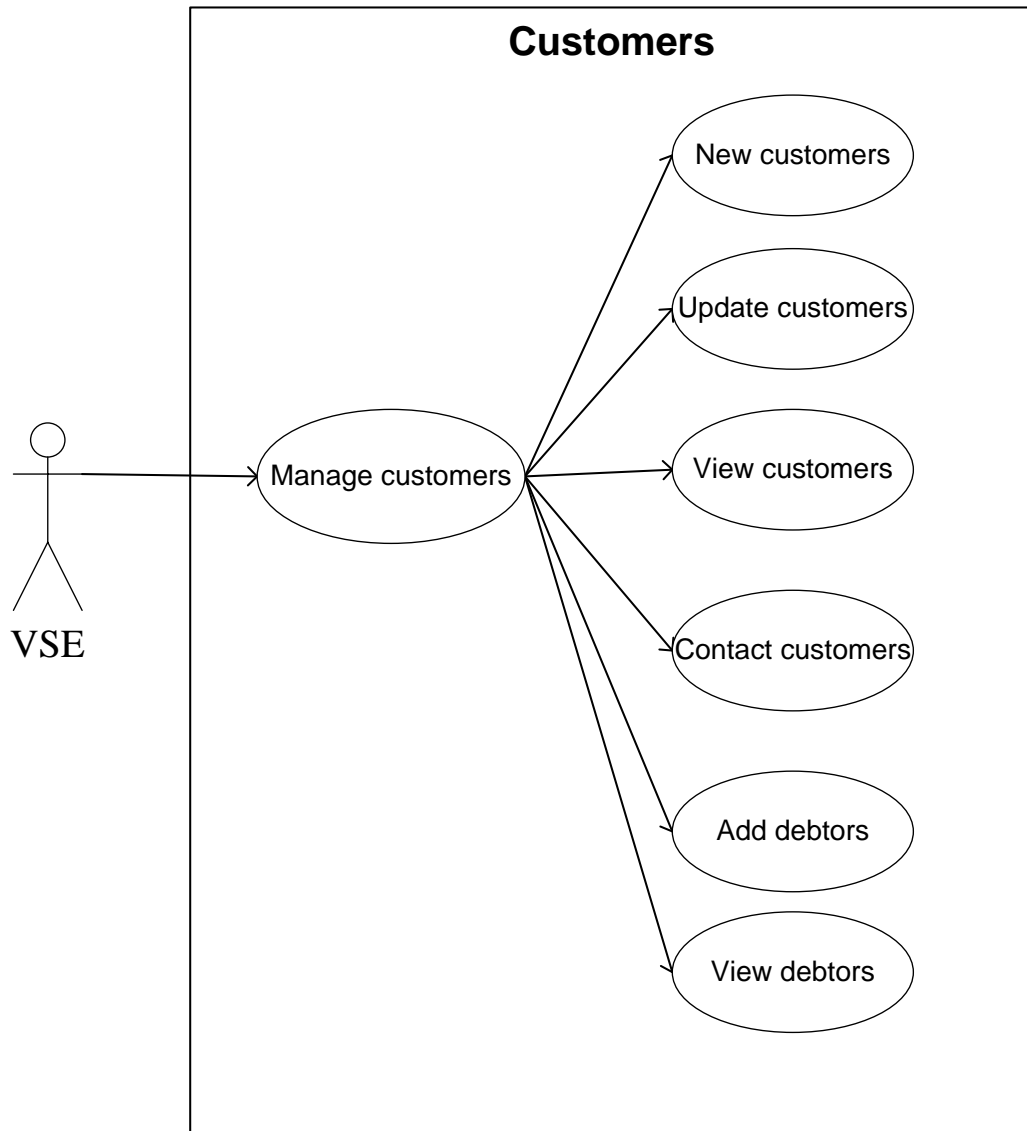 Customers
New customers
Update customers
Manage customers
View customers
VSE
Contact customers
Add debtors
View debtors